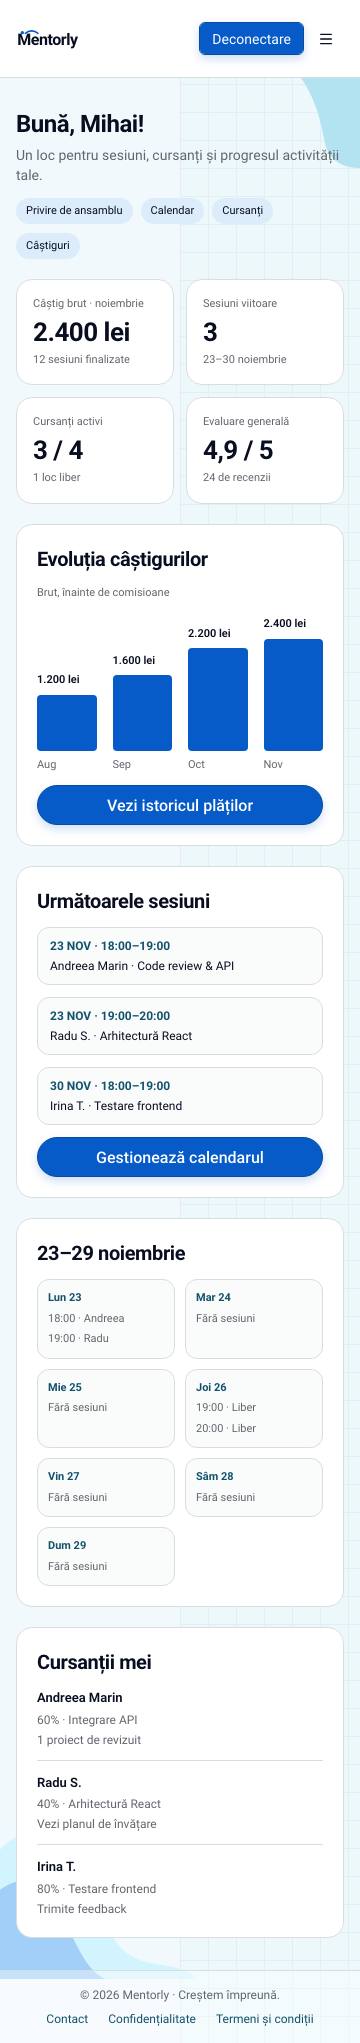 Mentorly
Deconectare
Bună, Mihai!
Un loc pentru sesiuni, cursanți și progresul activității
tale.
Privire de ansamblu
Calendar
Cursanți
Câștiguri
Câștig brut · noiembrie
2.400 lei
12 sesiuni finalizate
Sesiuni viitoare
3
23–30 noiembrie
Cursanți activi
3 / 4
1 loc liber
Evaluare generală
4,9 / 5
24 de recenzii
Evoluția câștigurilor
Brut, înainte de comisioane
1.200 lei
1.600 lei
2.200 lei
2.400 lei
Aug
Sep
Oct
Nov
Vezi istoricul plăților
Următoarele sesiuni
23 NOV · 18:00–19:00
Andreea Marin · Code review & API
23 NOV · 19:00–20:00
Radu S. · Arhitectură React
30 NOV · 18:00–19:00
Irina T. · Testare frontend
Gestionează calendarul
23–29 noiembrie
Lun 23
18:00 · Andreea
19:00 · Radu
Mar 24
Fără sesiuni
Mie 25
Fără sesiuni
Joi 26
19:00 · Liber
20:00 · Liber
Vin 27
Fără sesiuni
Sâm 28
Fără sesiuni
Dum 29
Fără sesiuni
Cursanții mei
Andreea Marin
60% · Integrare API
1 proiect de revizuit
Radu S.
40% · Arhitectură React
Vezi planul de învățare
Irina T.
80% · Testare frontend
Trimite feedback
© 2026 Mentorly · Creștem împreună.
Contact
Confidențialitate
Termeni și condiții